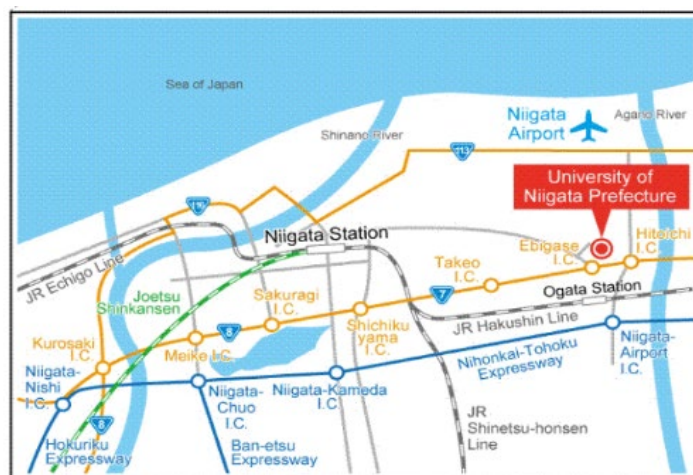 Sea of Japan
Shinano River
Niigata
Airport
Agano River
113
University of
Niigata Prefecture
116
Niigata Station
JR Echigo Line
Joetsu
Shinkansen
Takeo
I.C.
Ebigase
I.C.
Hiteichi
I.C.
Sakuragi
I.C.
7
Ogata Station
8
Meike I.C.
Shichiku
yama
I.C.
JR Hakushin Line
Kurosaki
I.C.
Niigata-
Nishi
I.C.
Niigata-
Chuo
I.C.
Niigata-Kameda
I.C.
Nihonkai-Tohoku
Expressway
Niigata-
Airport
I.C.
8
Hokuriku
Expressway
Ban-etsu
Expressway
JR
Shinetsu-honsen
Line